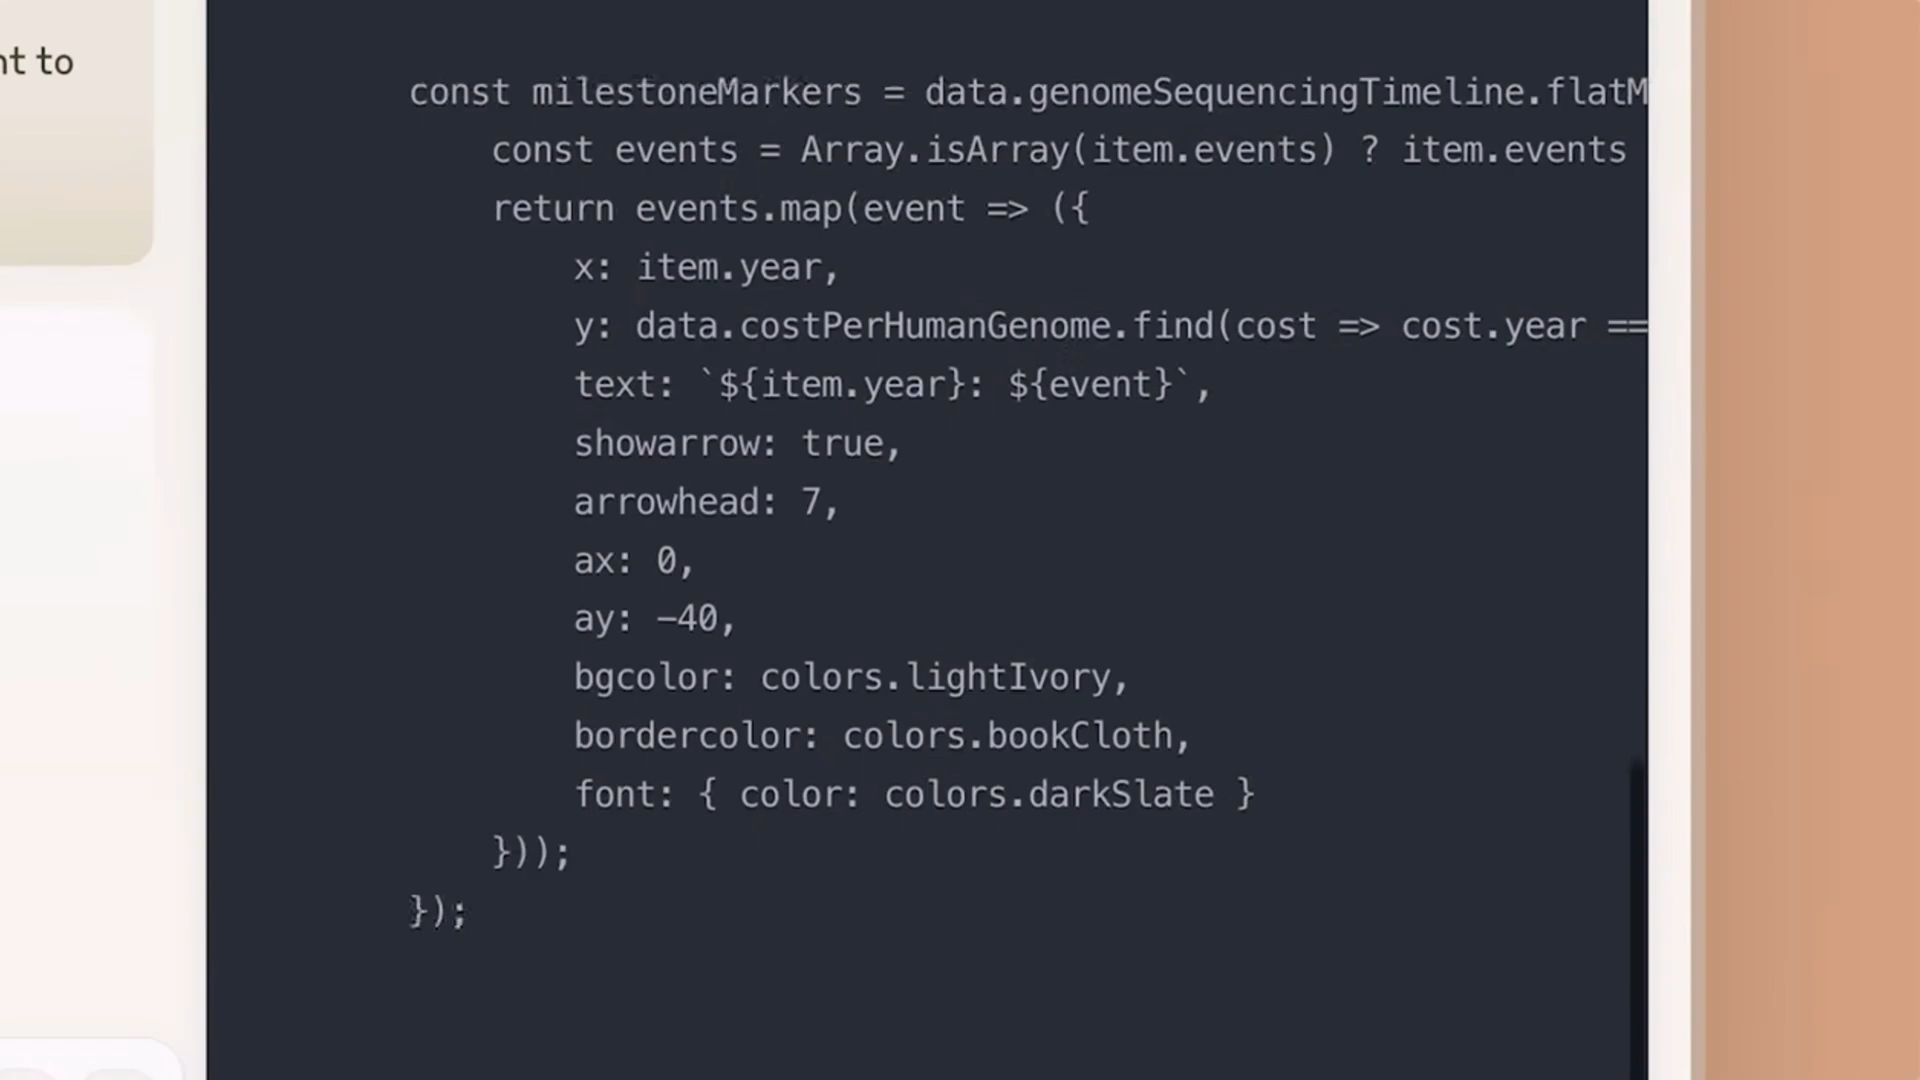 nt to
const milestoneMarkers = data.genomeSequencingTimeline.flatM
const events = Array.isArray(item.events) ? item.events
return events.map(event => ({
x: item.year,
y: data.costPerHumanGenome.find(cost => cost.year ==
text: `${item.year}: ${event}`,
showarrow: true,
arrowhead: 7,
ax: 0,
ay: -40,
bgcolor: colors.lightIvory,
bordercolor: colors.bookCloth,
font: { color: colors.darkSlate }
}));
});